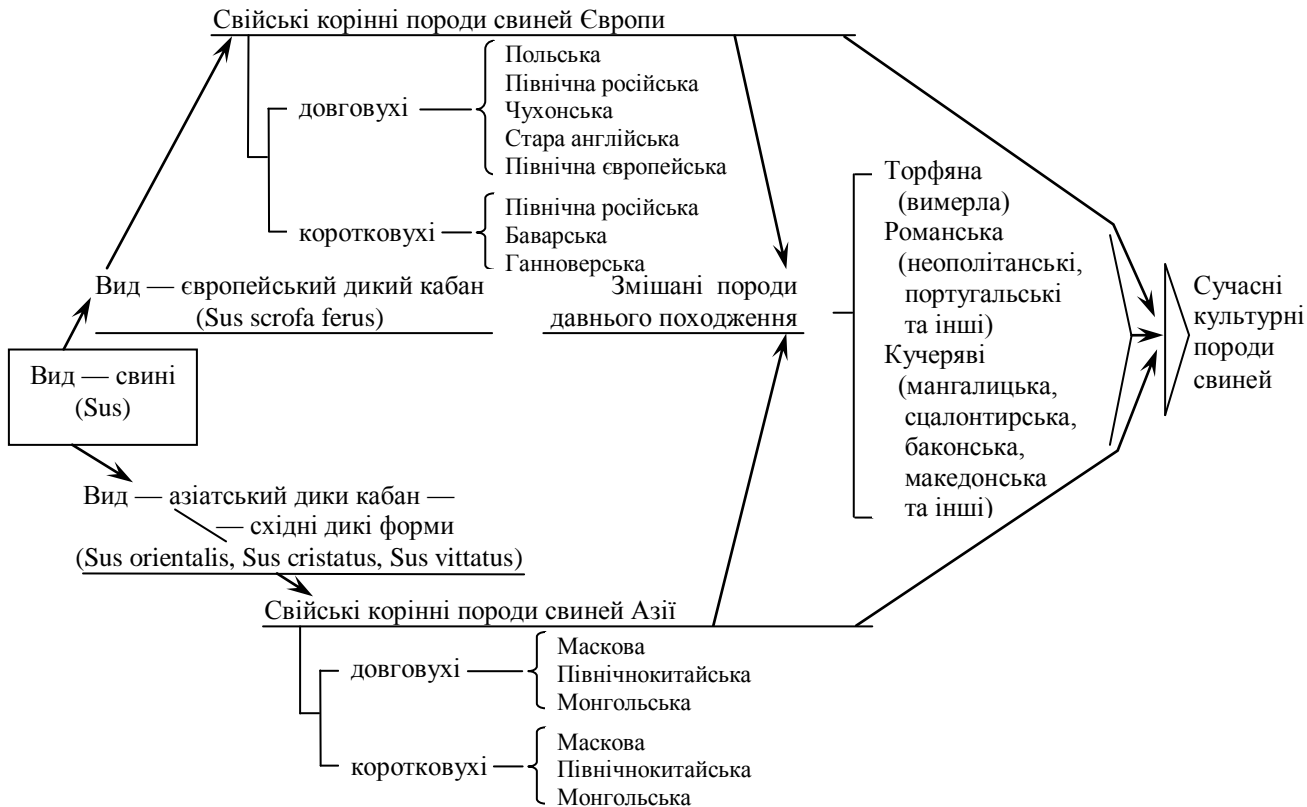 Свійські корінні породи свиней Європи
довговухі
Польська
Північна російська
Чухонська
Стара англійська
Північна європейська
коротковухі
Північна російська
Баварська
Ганноверська
Вид — європейський дикий кабан
(Sus scrofa ferus)
Вид — свині
(Sus)
Вид — азіатський дики кабан —
— східні дикі форми
(Sus orientalis, Sus cristatus, Sus vittatus)
Свійські корінні породи свиней Азії
довговухі
Маскова
Північнокитайська
Монгольська
коротковухі
Маскова
Північнокитайська
Монгольська
Змішані породи
давнього походження
Торфяна
(вимерла)
Романська
(неополітанські,
португальські
та інші)
Кучеряві
(мангалицька,
сцалонтирська,
баконська,
македонська
та інші)
Сучасні
культурні
породи
свиней